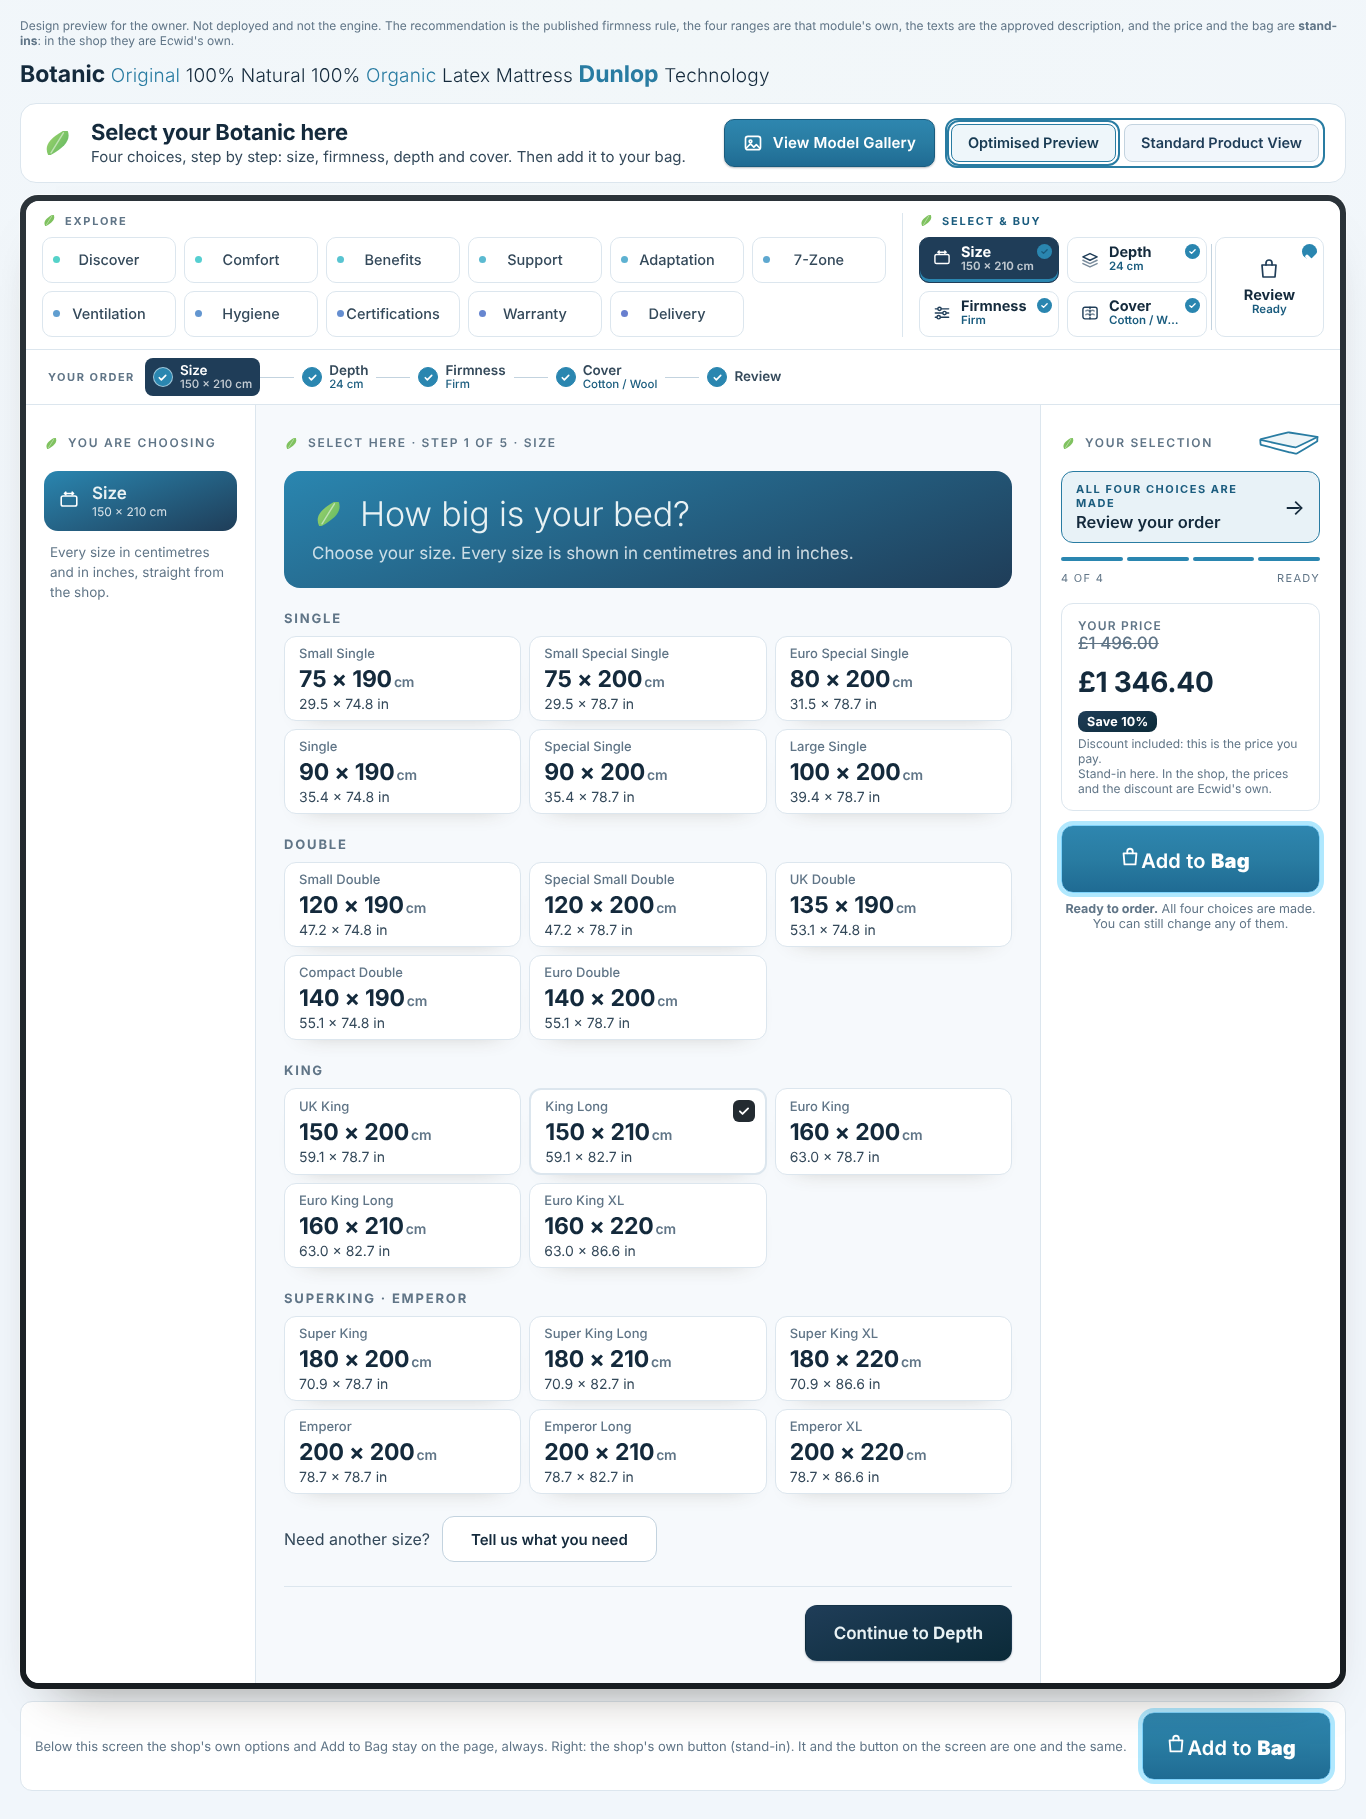 Design preview for the owner. Not deployed and not the engine. The recommendation is the published firmness rule, the four ranges are that module's own, the texts are the approved description, and the price and the bag are stand-
ins: in the shop they are Ecwid's own.
Botanic Original 100% Natural 100% Organic Latex Mattress Dunlop Technology
Select your Botanic here
Four choices, step by step: size, firmness, depth and cover. Then add it to your bag.
View Model Gallery
Optimised Preview
Standard Product View
EXPLORE
Discover
Comfort
Benefits
Support
Adaptation
7-Zone
Ventilation
Hygiene
Certifications
Warranty
Delivery
SELECT & BUY
Size
150 × 210 cm
Depth
24 cm
Firmness
Firm
Cover
Cotton / W...
Review
Ready
YOUR ORDER
Size
150 × 210 cm
Depth
24 cm
Firmness
Firm
Cover
Cotton / Wool
Review
YOU ARE CHOOSING
Size
150 × 210 cm
Every size in centimetres
and in inches, straight from
the shop.
SELECT HERE · STEP 1 OF 5 · SIZE
How big is your bed?
Choose your size. Every size is shown in centimetres and in inches.
SINGLE
Small Single
75 × 190 cm
29.5 × 74.8 in
Small Special Single
75 × 200 cm
29.5 × 78.7 in
Euro Special Single
80 × 200 cm
31.5 × 78.7 in
Single
90 × 190 cm
35.4 × 74.8 in
Special Single
90 × 200 cm
35.4 × 78.7 in
Large Single
100 × 200 cm
39.4 × 78.7 in
DOUBLE
Small Double
120 × 190 cm
47.2 × 74.8 in
Special Small Double
120 × 200 cm
47.2 × 78.7 in
UK Double
135 × 190 cm
53.1 × 74.8 in
Compact Double
140 × 190 cm
55.1 × 74.8 in
Euro Double
140 × 200 cm
55.1 × 78.7 in
KING
UK King
150 × 200 cm
59.1 × 78.7 in
King Long
150 × 210 cm
59.1 × 82.7 in
Euro King
160 × 200 cm
63.0 × 78.7 in
Euro King Long
160 × 210 cm
63.0 × 82.7 in
Euro King XL
160 × 220 cm
63.0 × 86.6 in
SUPERKING · EMPEROR
Super King
180 × 200 cm
70.9 × 78.7 in
Super King Long
180 × 210 cm
70.9 × 82.7 in
Super King XL
180 × 220 cm
70.9 × 86.6 in
Emperor
200 × 200 cm
78.7 × 78.7 in
Emperor Long
200 × 210 cm
78.7 × 82.7 in
Emperor XL
200 × 220 cm
78.7 × 86.6 in
Need another size?
Tell us what you need
Continue to Depth
YOUR SELECTION
ALL FOUR CHOICES ARE
MADE
Review your order
4 OF 4
READY
YOUR PRICE
£1 496.00
£1 346.40
Save 10%
Discount included: this is the price you
pay.
Stand-in here. In the shop, the prices
and the discount are Ecwid's own.
Add to Bag
Ready to order. All four choices are made.
You can still change any of them.
Below this screen the shop's own options and Add to Bag stay on the page, always. Right: the shop's own button (stand-in). It and the button on the screen are one and the same.
Add to Bag